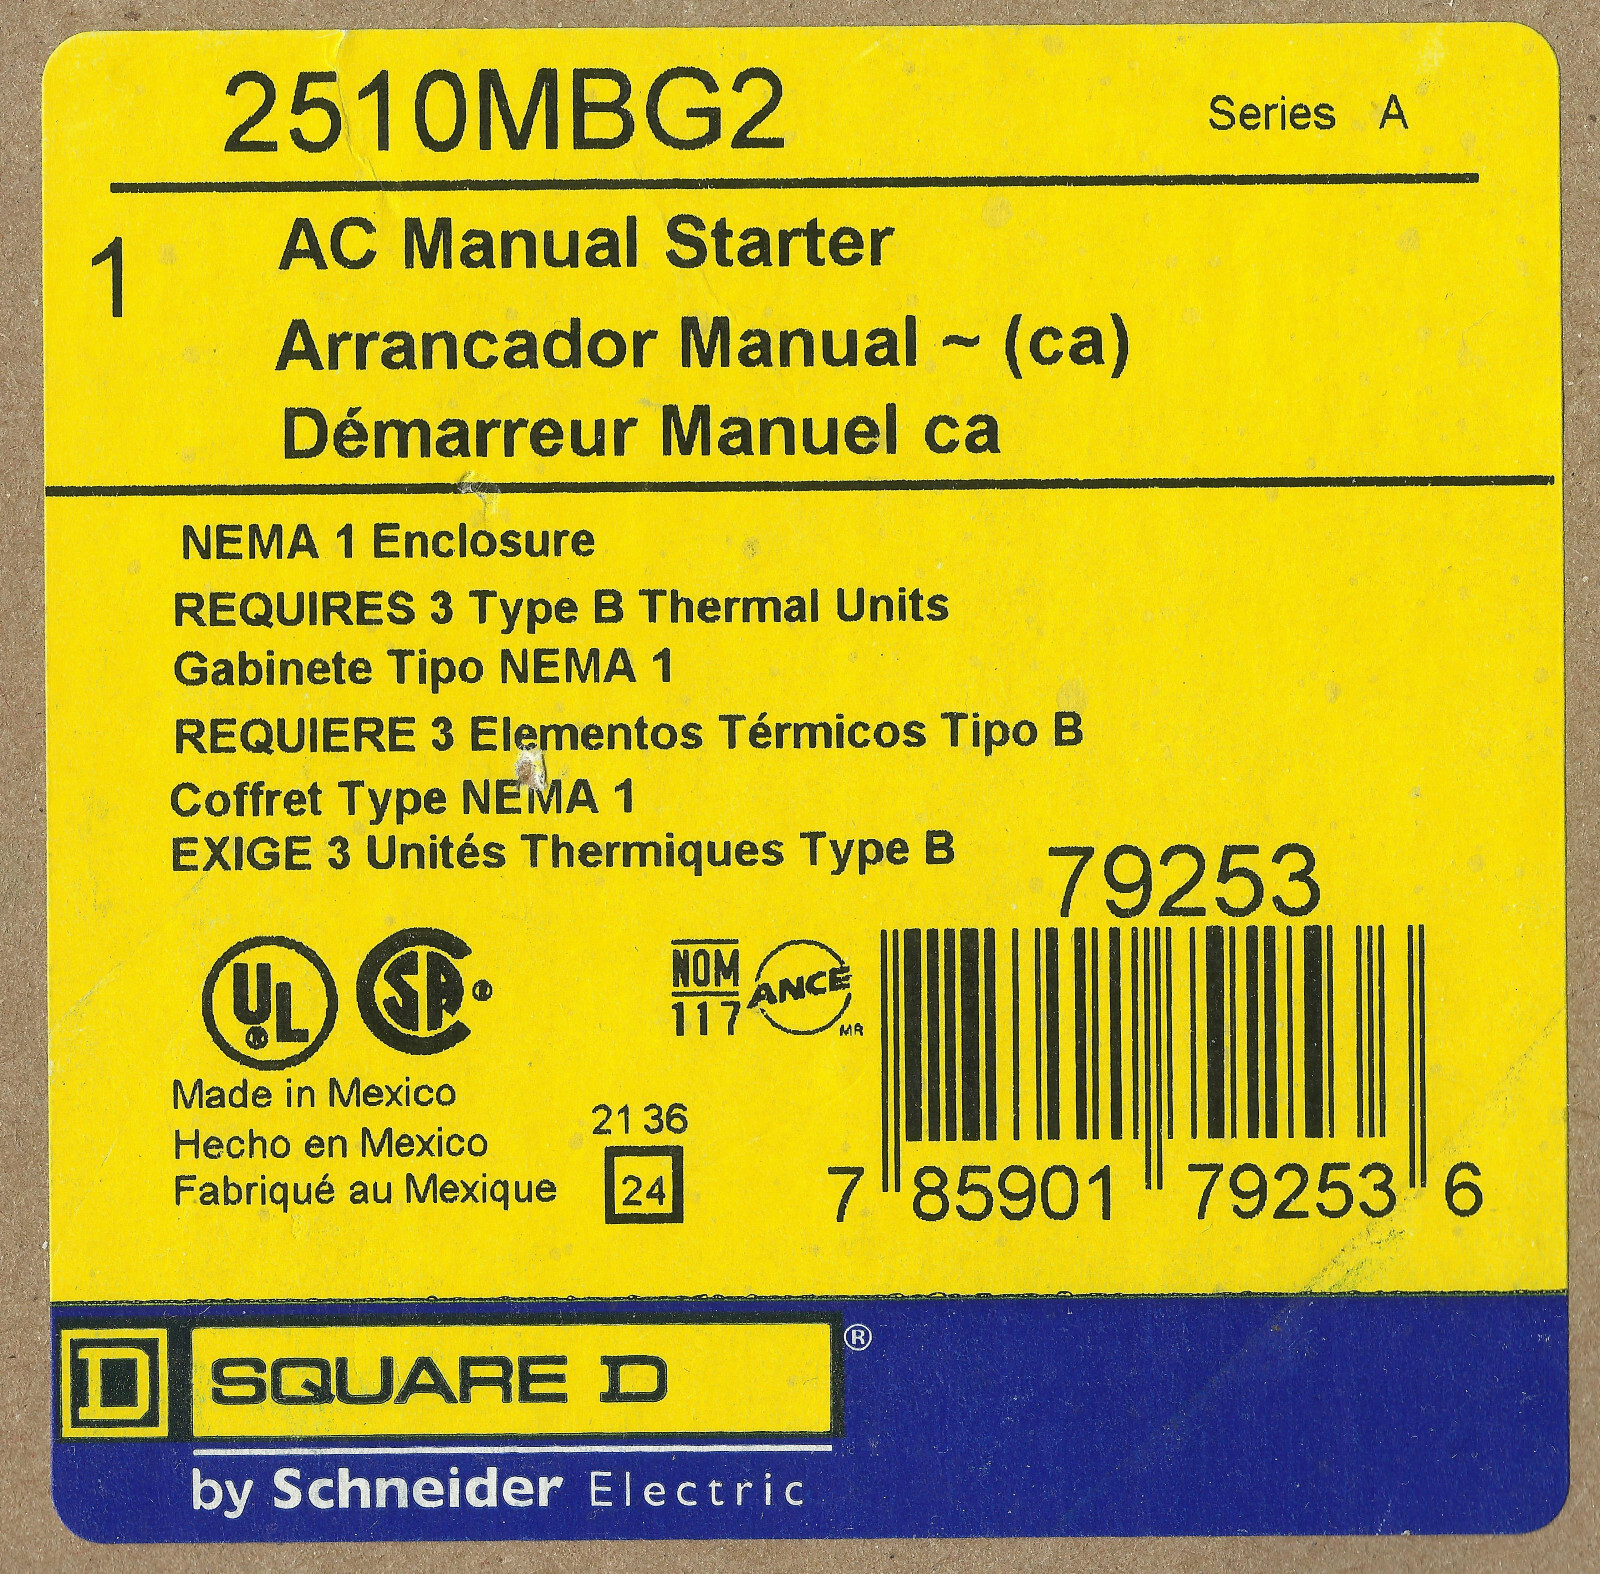 2510MBG2 Series A
1
AC Manual Starter
Arrancador Manual ~ (ca)
Démarreur Manuel ca
NEMA 1 Enclosure
REQUIRES 3 Type B Thermal Units
Gabinete Tipo NEMA 1
REQUIERE 3 Elementos Térmicos Tipo B
Coffret Type NEMA 1
EXIGE 3 Unités Thermiques Type B
79253
UL ®
SA ®
NOM
117
ANCE
MR
Made in Mexico
Hecho en Mexico
Fabriqué au Mexique
2136
24
7 85901 79253 6
D
SQUARE D ®
by Schneider Electric